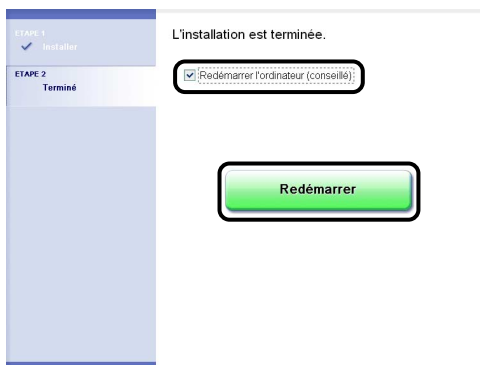 ETAPE 1
Installer
ETAPE 2
Terminé
L'installation est terminée.
Redémarrer l'ordinateur (conseillé)
Redémarrer